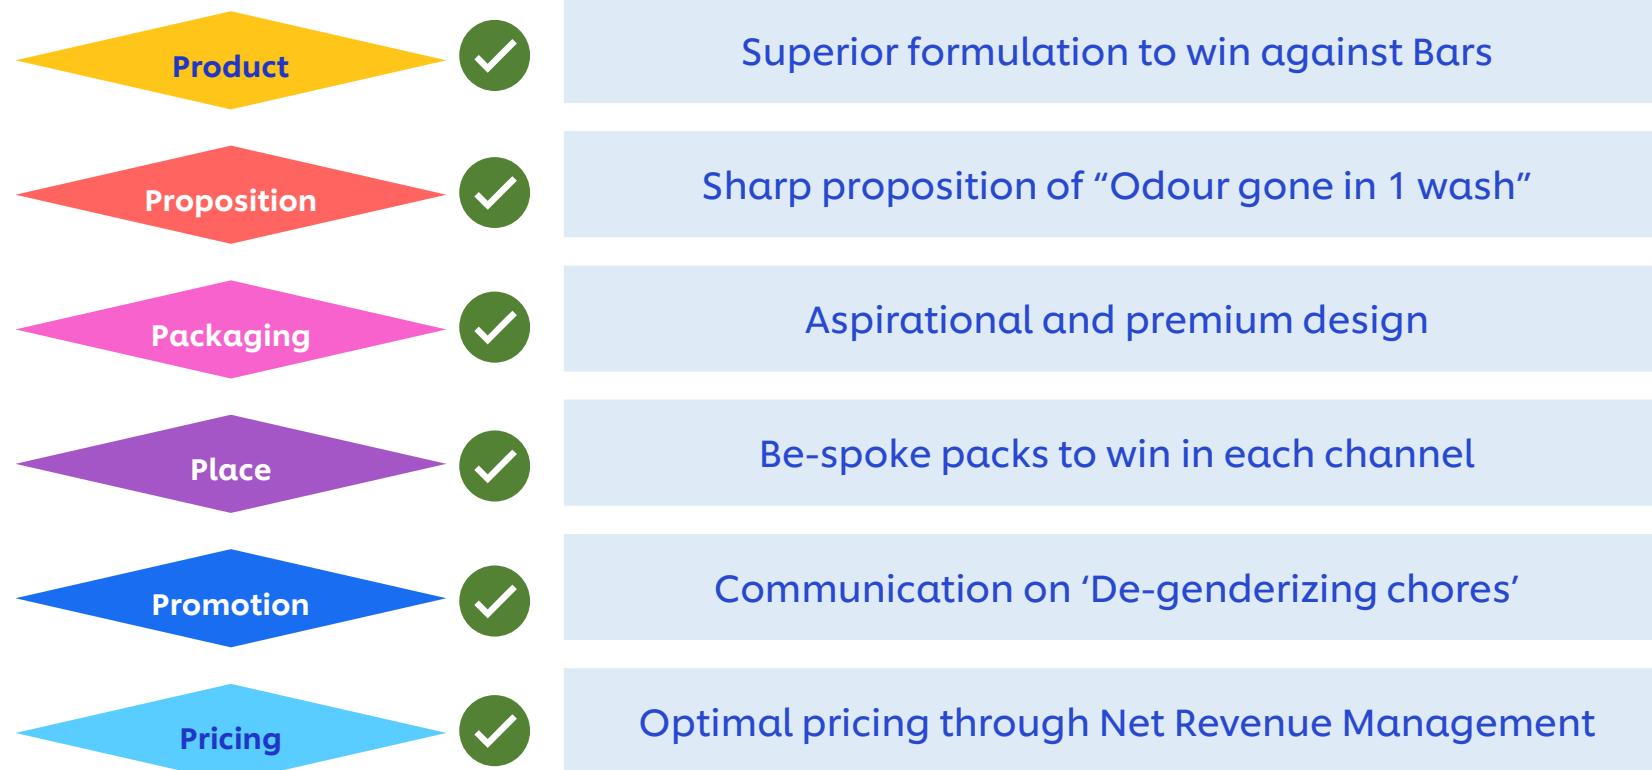 Product
Superior formulation to win against Bars
Proposition
Sharp proposition of “Odour gone in 1 wash”
Packaging
Aspirational and premium design
Place
Be-spoke packs to win in each channel
Promotion
Communication on ‘De-genderizing chores’
Pricing
Optimal pricing through Net Revenue Management